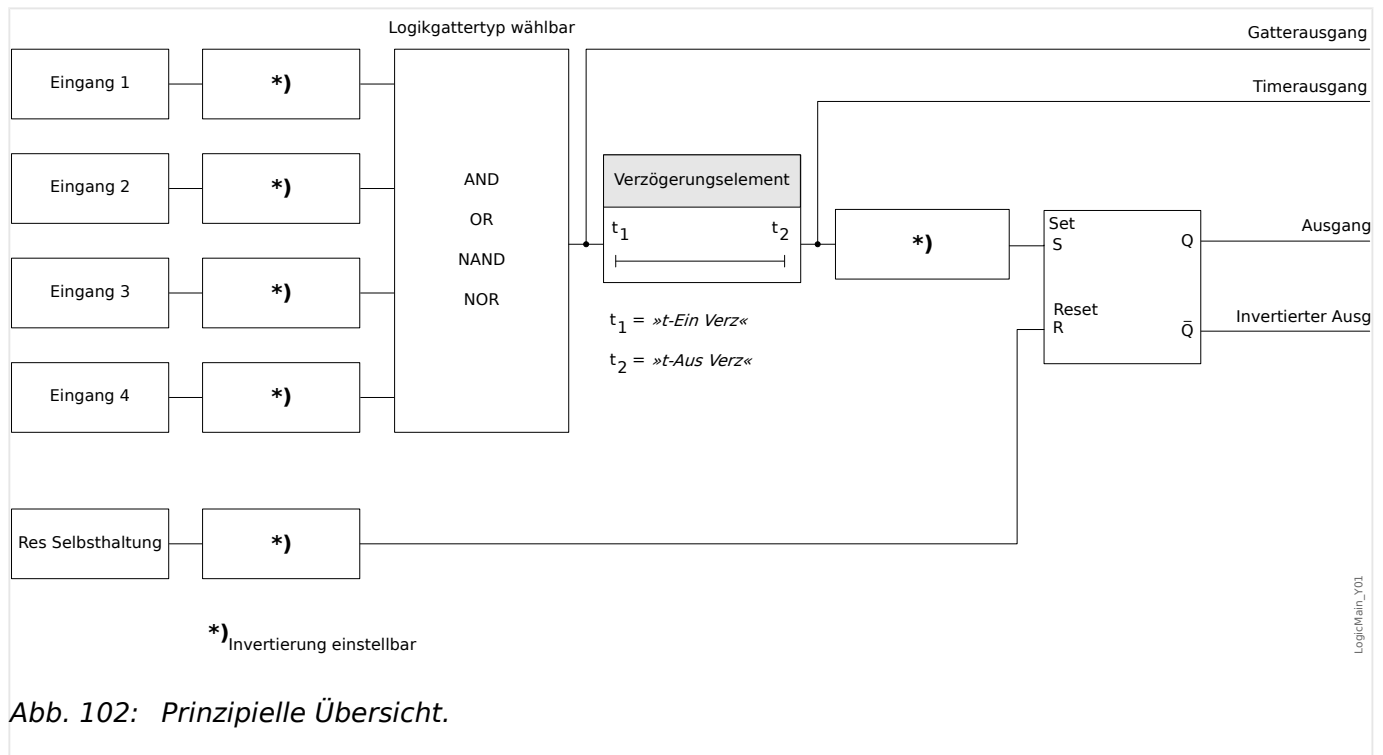 Logikgattertyp wählbar
Gatterausgang
Timerausgang
Eingang 1
*)
Eingang 2
*)
Eingang 3
*)
Eingang 4
*)
AND
OR
NAND
NOR
Verzögerungselement
t1
t2
t1 = »t-Ein Verz«
t2 = »t-Aus Verz«
*)
Set
S
Q
Ausgang
Reset
R
Q̅
Invertierter Ausg
Res Selbsthaltung
*)
*) Invertierung einstellbar
LogicMain_Y01
Abb. 102: Prinzipielle Übersicht.